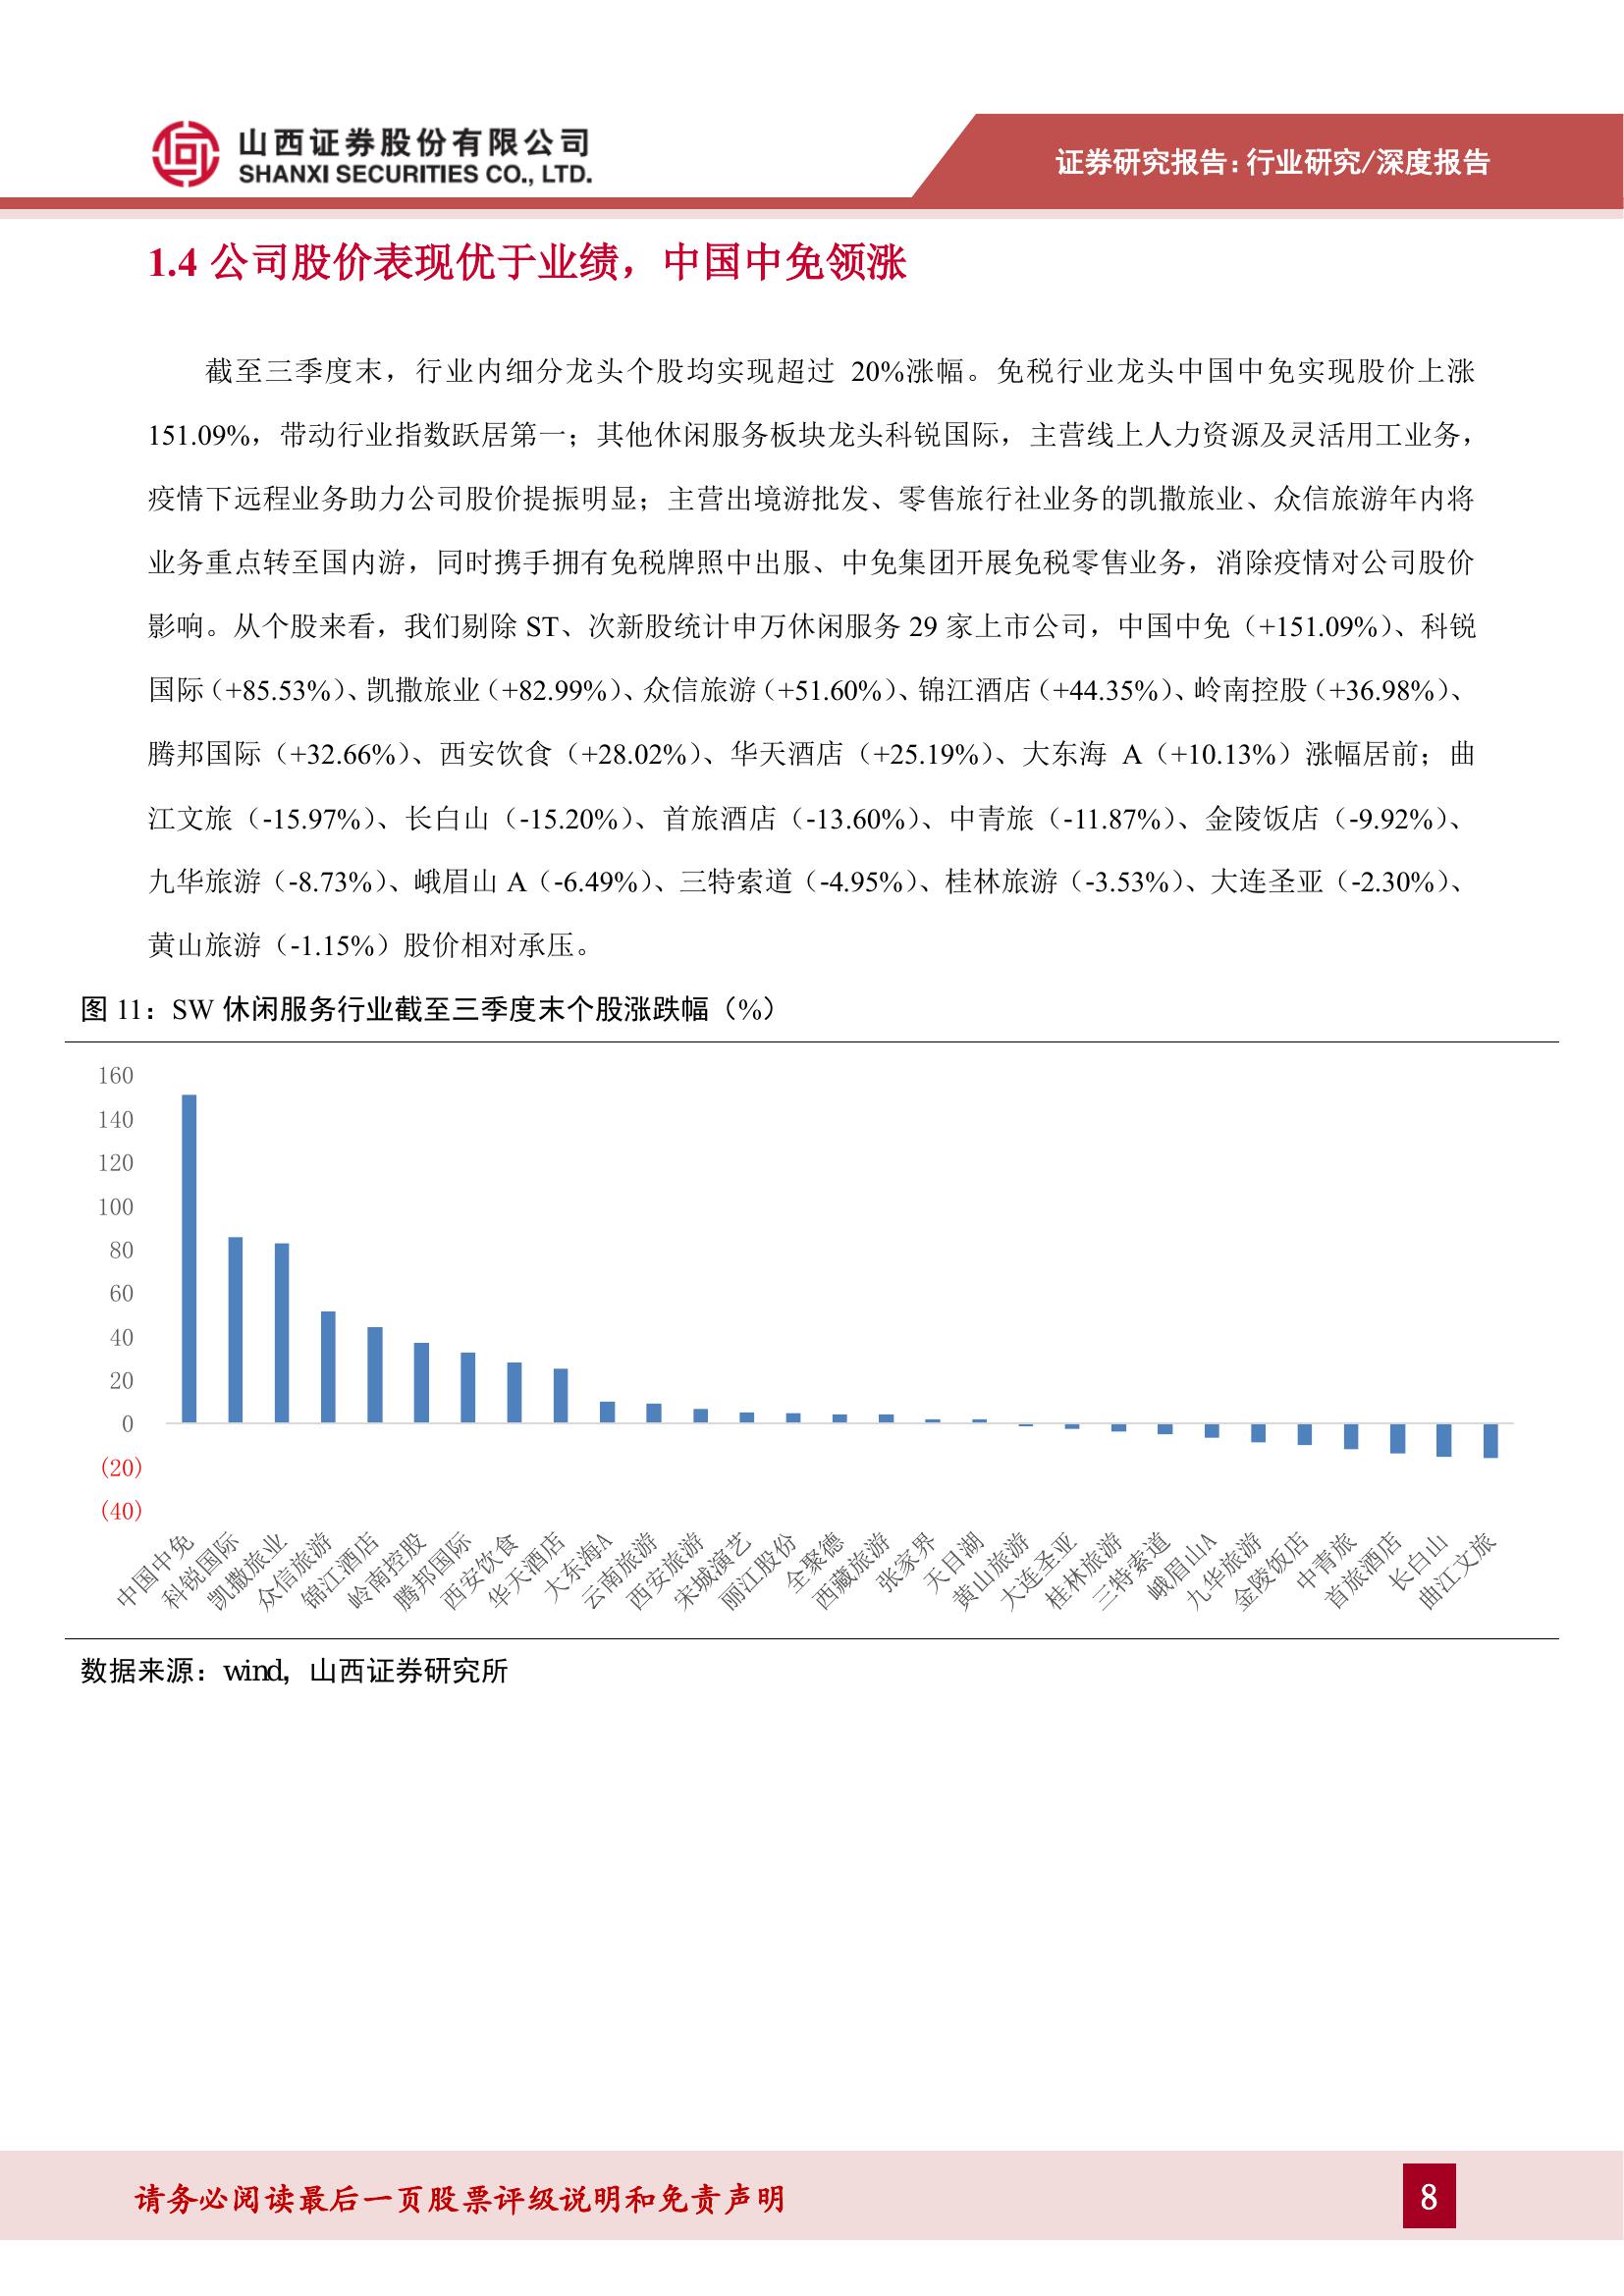 山西证券股份有限公司
SHANXI SECURITIES CO., LTD.
证券研究报告:行业研究/深度报告
1.4 公司股价表现优于业绩，中国中免领涨
截至三季度末，行业内细分龙头个股均实现超过 20%涨幅。免税行业龙头中国中免实现股价上涨
151.09%，带动行业指数跃居第一；其他休闲服务板块龙头科锐国际，主营线上人力资源及灵活用工业务，
疫情下远程业务助力公司股价提振明显；主营出境游批发、零售旅行社业务的凯撒旅业、众信旅游年内将
业务重点转至国内游，同时携手拥有免税牌照中出服、中免集团开展免税零售业务，消除疫情对公司股价
影响。从个股来看，我们剔除 ST、次新股统计申万休闲服务 29 家上市公司，中国中免（+151.09%）、科锐
国际（+85.53%）、凯撒旅业（+82.99%）、众信旅游（+51.60%）、锦江酒店（+44.35%）、岭南控股（+36.98%）、
腾邦国际（+32.66%）、西安饮食（+28.02%）、华天酒店（+25.19%）、大东海 A（+10.13%）涨幅居前；曲
江文旅（-15.97%）、长白山（-15.20%）、首旅酒店（-13.60%）、中青旅（-11.87%）、金陵饭店（-9.92%）、
九华旅游（-8.73%）、峨眉山 A（-6.49%）、三特索道（-4.95%）、桂林旅游（-3.53%）、大连圣亚（-2.30%）、
黄山旅游（-1.15%）股价相对承压。
图 11：SW 休闲服务行业截至三季度末个股涨跌幅（%）
160
140
120
100
80
60
40
20
0
(20)
(40)
中国中免
科锐国际
凯撒旅业
众信旅游
锦江酒店
岭南控股
腾邦国际
西安饮食
华天酒店
大东海A
云南旅游
西安旅游
宋城演艺
丽江股份
全聚德
西藏旅游
张家界
天目湖
黄山旅游
大连圣亚
桂林旅游
三特索道
峨眉山A
九华旅游
金陵饭店
中青旅
首旅酒店
长白山
曲江文旅
数据来源：wind，山西证券研究所
请务必阅读最后一页股票评级说明和免责声明
8